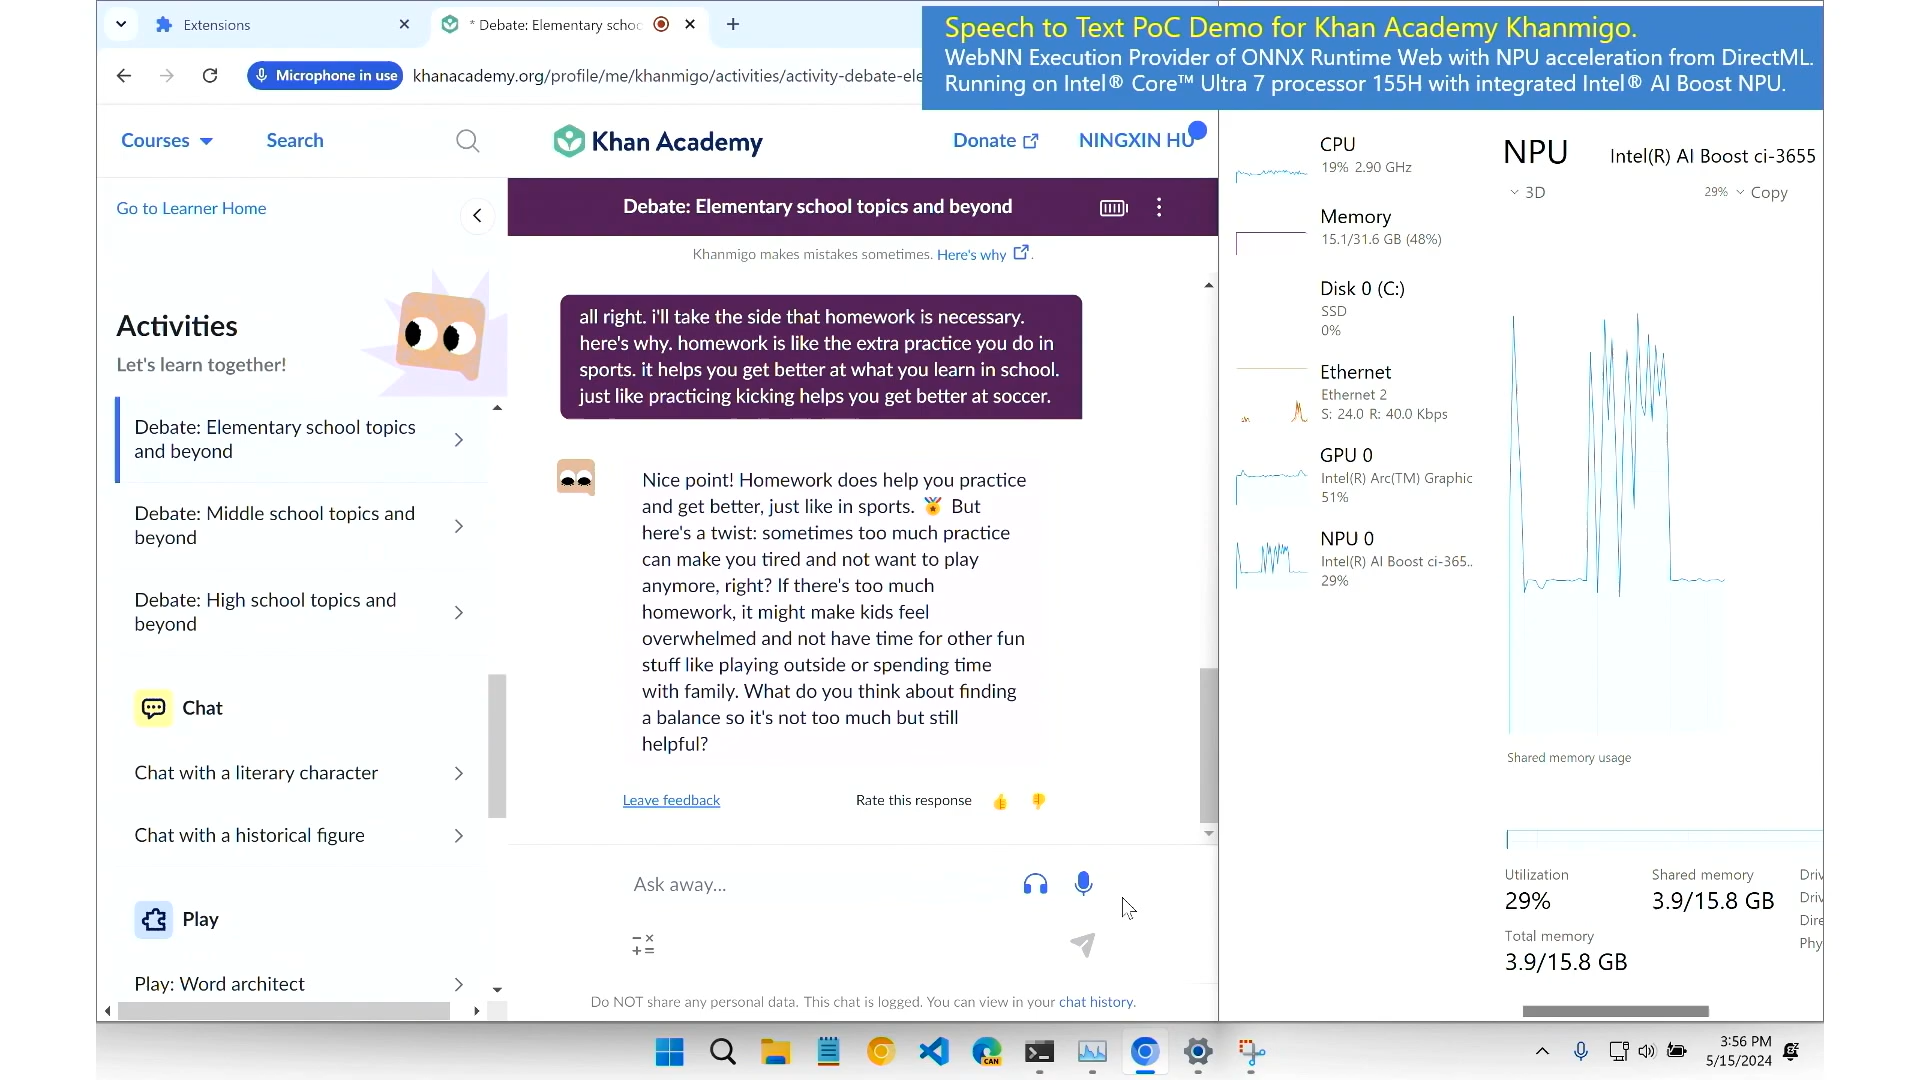 Extensions
* Debate: Elementary schoo
Speech to Text PoC Demo for Khan Academy Khanmigo.
WebNN Execution Provider of ONNX Runtime Web with NPU acceleration from DirectML.
Running on Intel® Core™ Ultra 7 processor 155H with integrated Intel® AI Boost NPU.
Microphone in use
khanacademy.org/profile/me/khanmigo/activities/activity-debate-ele
Courses
Search
Khan Academy
Donate
NINGXIN HU
Go to Learner Home
Activities
Let's learn together!
Debate: Elementary school topics
and beyond
Debate: Middle school topics and
beyond
Debate: High school topics and
beyond
Chat
Chat with a literary character
Chat with a historical figure
Play
Play: Word architect
Debate: Elementary school topics and beyond
Khanmigo makes mistakes sometimes. Here's why .
all right. i'll take the side that homework is necessary.
here's why. homework is like the extra practice you do in
sports. it helps you get better at what you learn in school.
just like practicing kicking helps you get better at soccer.
Nice point! Homework does help you practice
and get better, just like in sports. 🏅 But
here's a twist: sometimes too much practice
can make you tired and not want to play
anymore, right? If there's too much
homework, it might make kids feel
overwhelmed and not have time for other fun
stuff like playing outside or spending time
with family. What do you think about finding
a balance so it's not too much but still
helpful?
Leave feedback
Rate this response 👍 👎
Ask away...
Do NOT share any personal data. This chat is logged. You can view in your chat history.
CPU
19% 2.90 GHz
Memory
15.1/31.6 GB (48%)
Disk 0 (C:)
SSD
0%
Ethernet
Ethernet 2
S: 24.0 R: 40.0 Kbps
GPU 0
Intel(R) Arc(TM) Graphic
51%
NPU 0
Intel(R) AI Boost ci-365..
29%
NPU
Intel(R) AI Boost ci-3655
3D
29%
Copy
Shared memory usage
Utilization
29%
Shared memory
3.9/15.8 GB
Driv
Driv
Dire
Phy
Total memory
3.9/15.8 GB
CAN
3:56 PM
5/15/2024